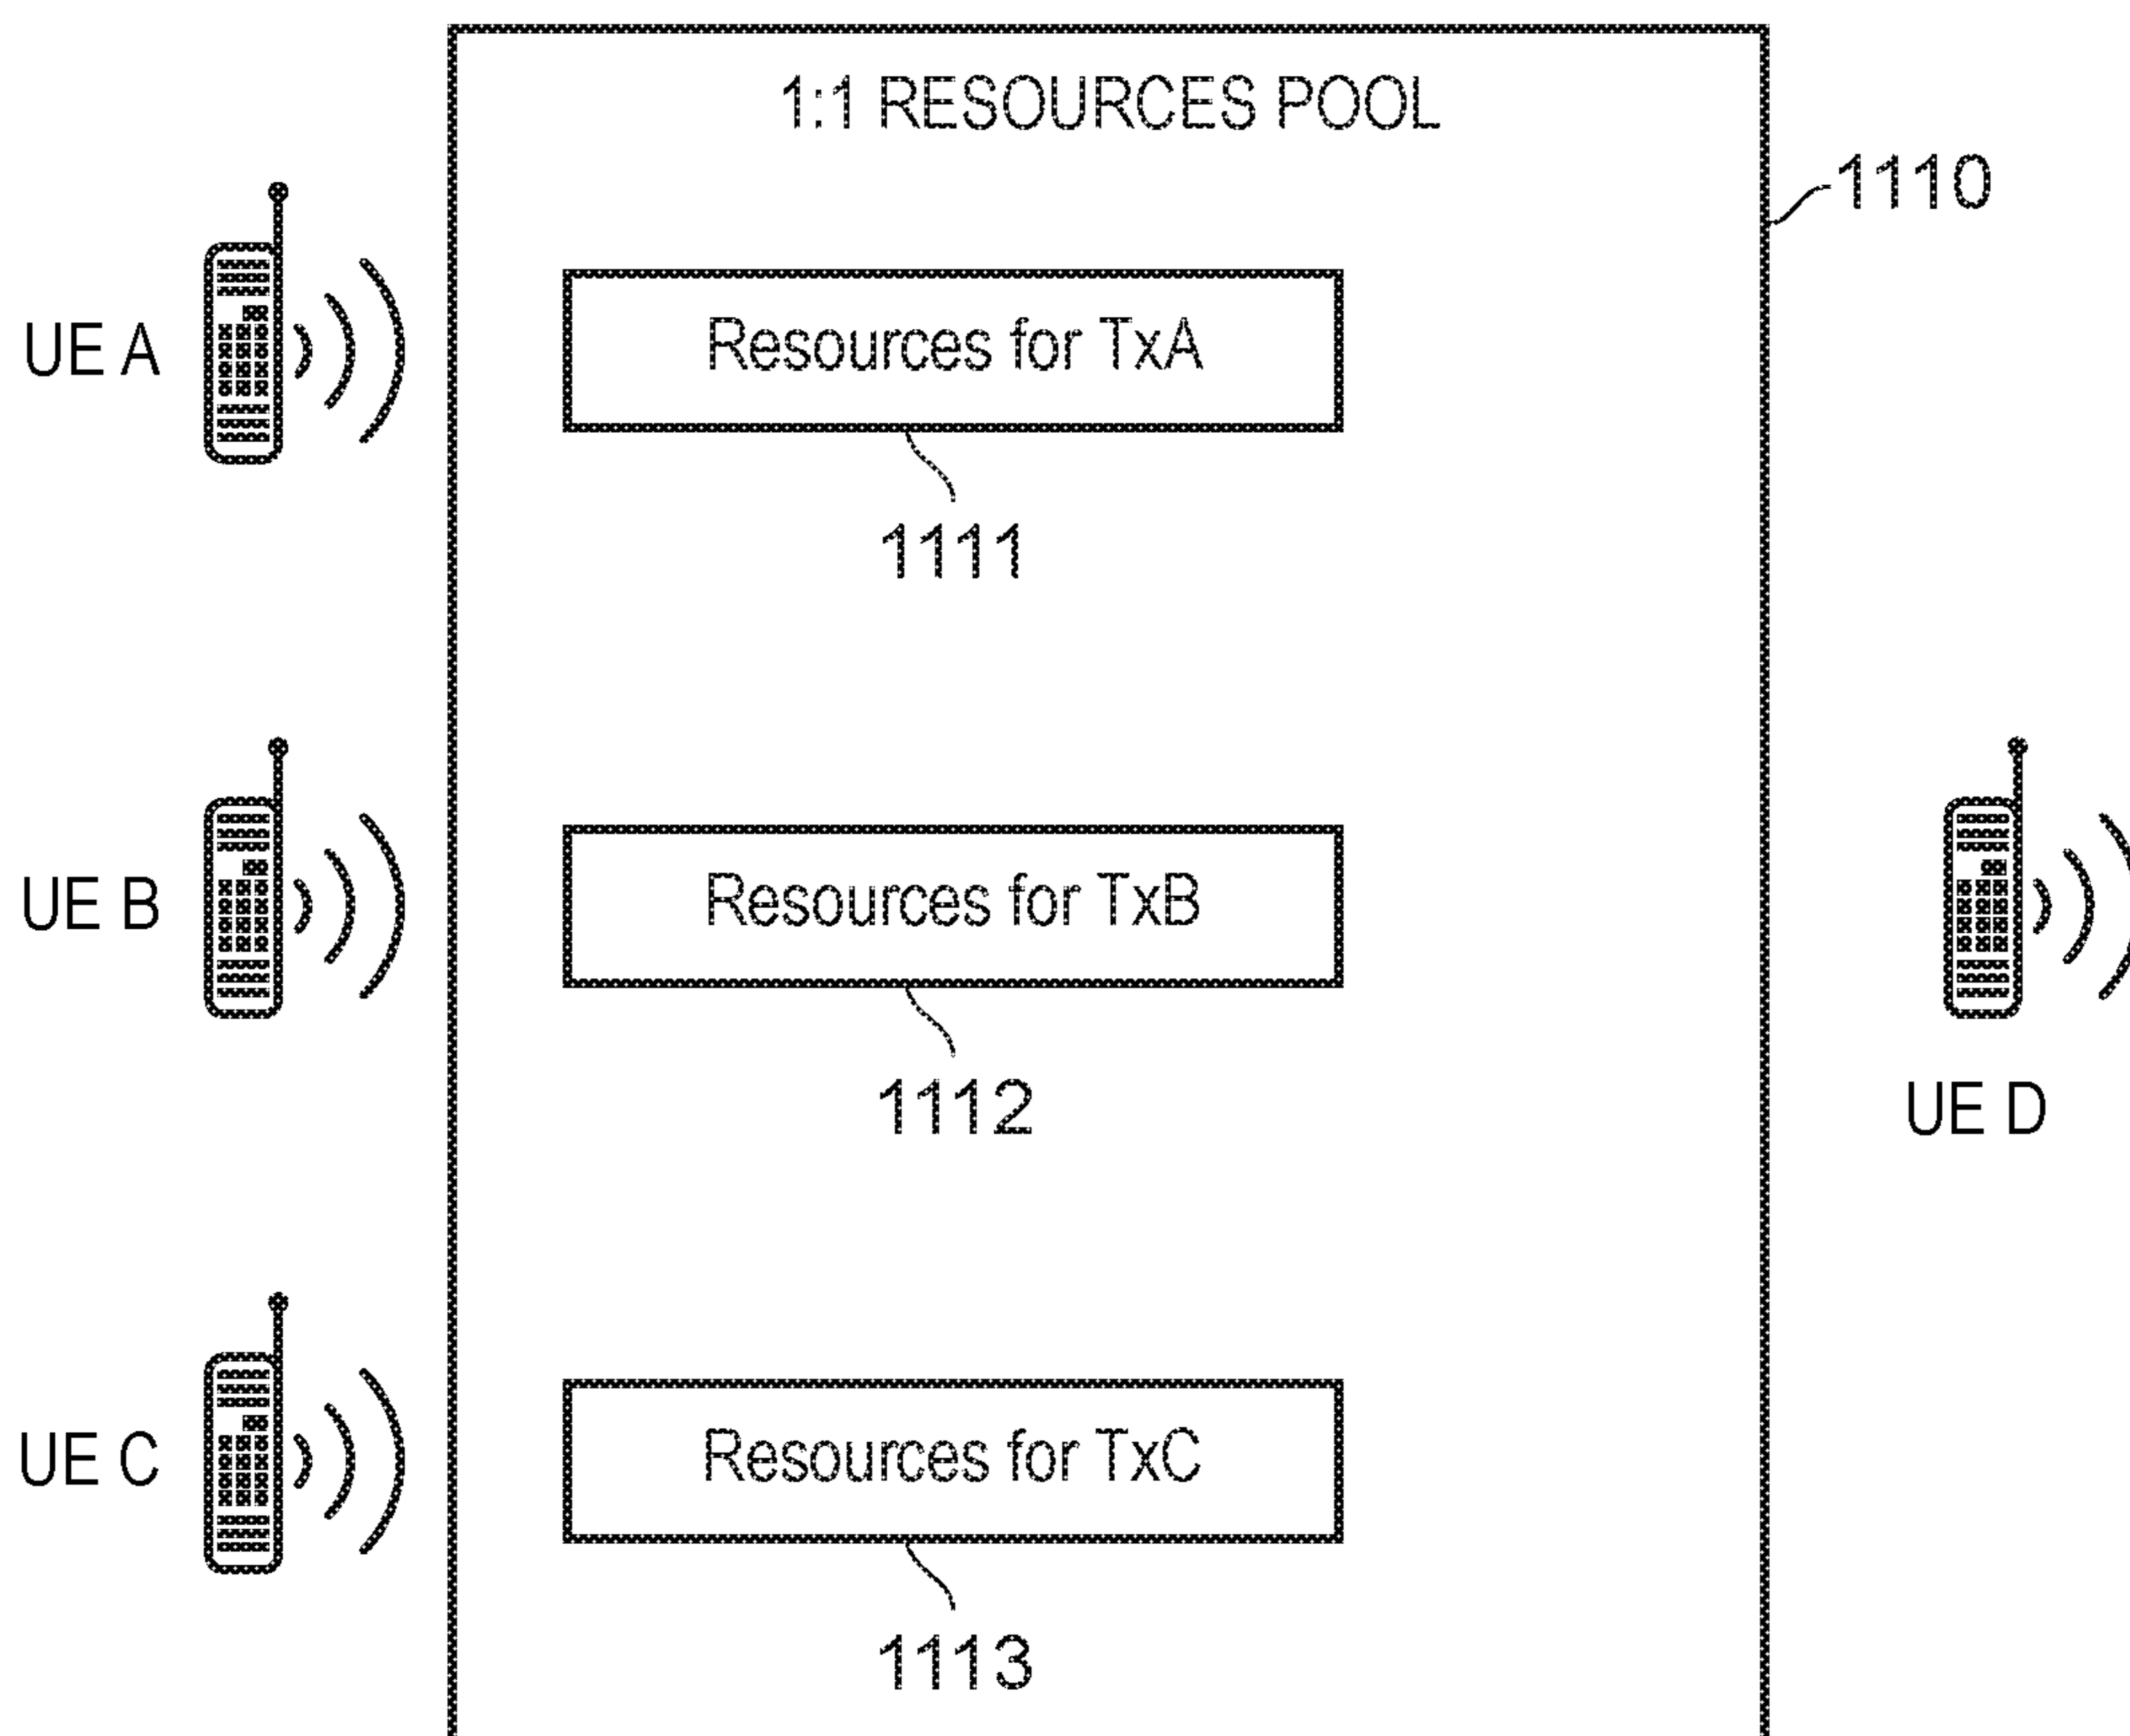 1:1 RESOURCES POOL
1110
UE A
Resources for TxA
1111
UE B
Resources for TxB
1112
UE D
UE C
Resources for TxC
1113